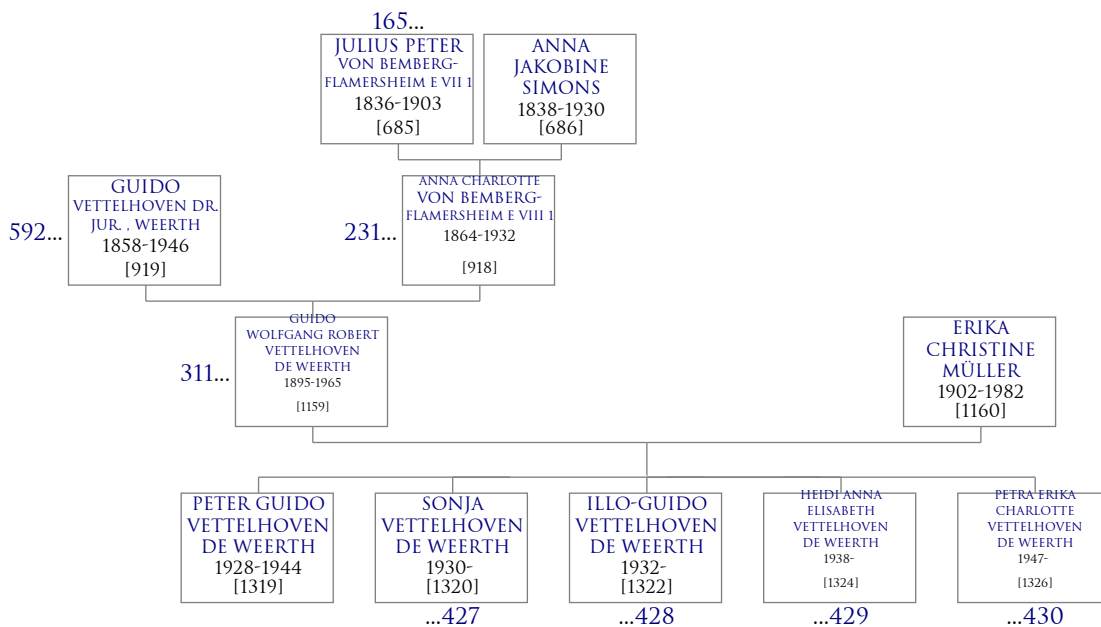 165...
JULIUS PETER
VON BEMBERG-
FLAMERSHEIM E VII 1
1836-1903
[685]
ANNA
JAKOBINE
SIMONS
1838-1930
[686]
592...
GUIDO
VETTELHOVEN DR.
JUR. , WEERTH
1858-1946
[919]
231...
ANNA CHARLOTTE
VON BEMBERG-
FLAMERSHEIM E VIII 1
1864-1932
[918]
311...
GUIDO
WOLFGANG ROBERT
VETTELHOVEN
DE WEERTH
1895-1965
[1159]
ERIKA
CHRISTINE
MÜLLER
1902-1982
[1160]
PETER GUIDO
VETTELHOVEN
DE WEERTH
1928-1944
[1319]
SONJA
VETTELHOVEN
DE WEERTH
1930-
[1320]
...427
ILLO-GUIDO
VETTELHOVEN
DE WEERTH
1932-
[1322]
...428
HEIDI ANNA
ELISABETH
VETTELHOVEN
DE WEERTH
1938-
[1324]
...429
PETRA ERIKA
CHARLOTTE
VETTELHOVEN
DE WEERTH
1947-
[1326]
...430